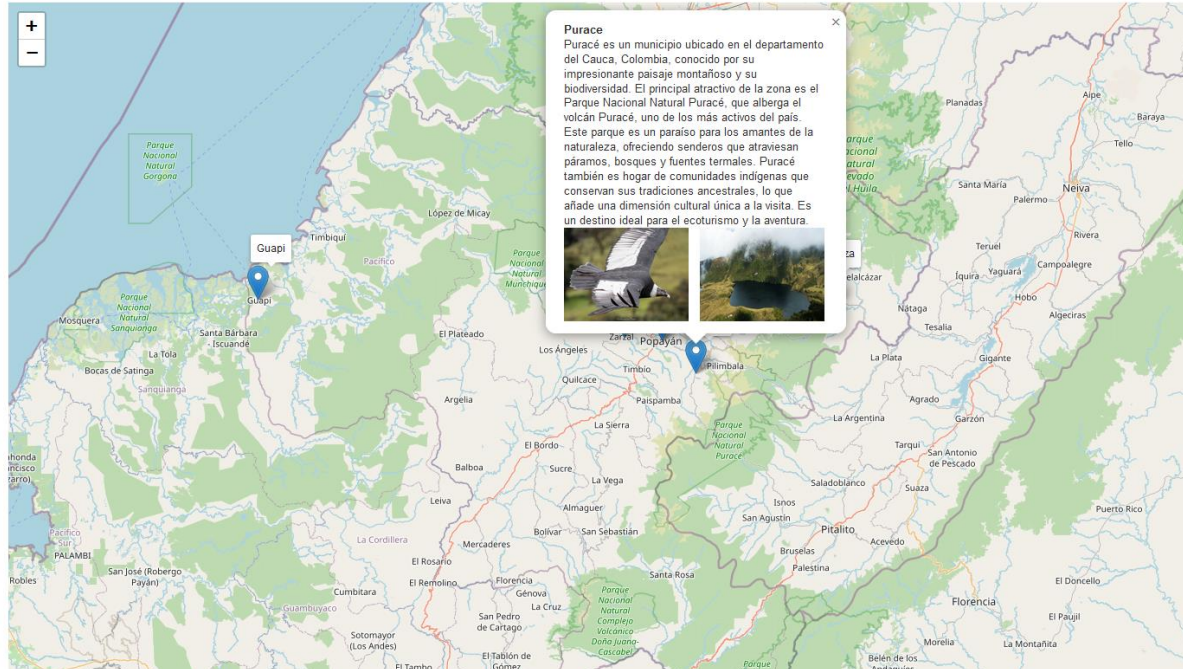 +
−
Purace
×
Puracé es un municipio ubicado en el departamento
del Cauca, Colombia, conocido por su
impresionante paisaje montañoso y su
biodiversidad. El principal atractivo de la zona es el
Parque Nacional Natural Puracé, que alberga el
volcán Puracé, uno de los más activos del país.
Este parque es un paraíso para los amantes de la
naturaleza, ofreciendo senderos que atraviesan
páramos, bosques y fuentes termales. Puracé
también es hogar de comunidades indígenas que
conservan sus tradiciones ancestrales, lo que
añade una dimensión cultural única a la visita. Es
un destino ideal para el ecoturismo y la aventura.
Planadas
Aipe
Baraya
Tello
Parque
Nacional
Natural
Gorgona
Santa María
Neiva
Palermo
López de Micay
Timbiquí
Rivera
Guapi
Pacífico
Teruel
Campoalegre
Yaguará
Íquira
Guapi
Hobo
Parque
Nacional
Natural
Sanquianga
Nátaga
Algeciras
Mosquera
Santa Bárbara
- Iscuandé
El Plateado
Tesalia
Zarzal
Popayán
Los Ángeles
La Tola
Gigante
La Plata
Bocas de Satinga
Timbío
Pilimbala
Sanquianga
Quilcace
Argelia
Paispamba
Agrado
Garzón
La Argentina
La Sierra
Parque
Nacional
Natural
Puracé
El Bordo
Tarqui
San Antonio
de Pescado
Balboa
Sucre
La Vega
Saladoblanco
Suaza
Leiva
Almaguer
Isnos
San Agustín
Puerto Rico
Pitalito
Pacífico
Sur
La Cordillera
Bolívar
San Sebastián
Mercaderes
Acevedo
PALAMBI
Bruselas
El Rosario
Palestina
San José (Robergo
Payán)
Robles
El Remolino
Santa Rosa
El Doncello
Cumbitara
Florencia
Génova
La Cruz
Parque
Nacional
Natural
Complejo
Volcánico
Doña Juana-
Cascabel
Florencia
Guambuyaco
El Paujil
San Pedro
de Cartago
Sotomayor
(Los Andes)
Morelia
La Montañita
El Tablón de
Gómez
Belén de los
El Tambo